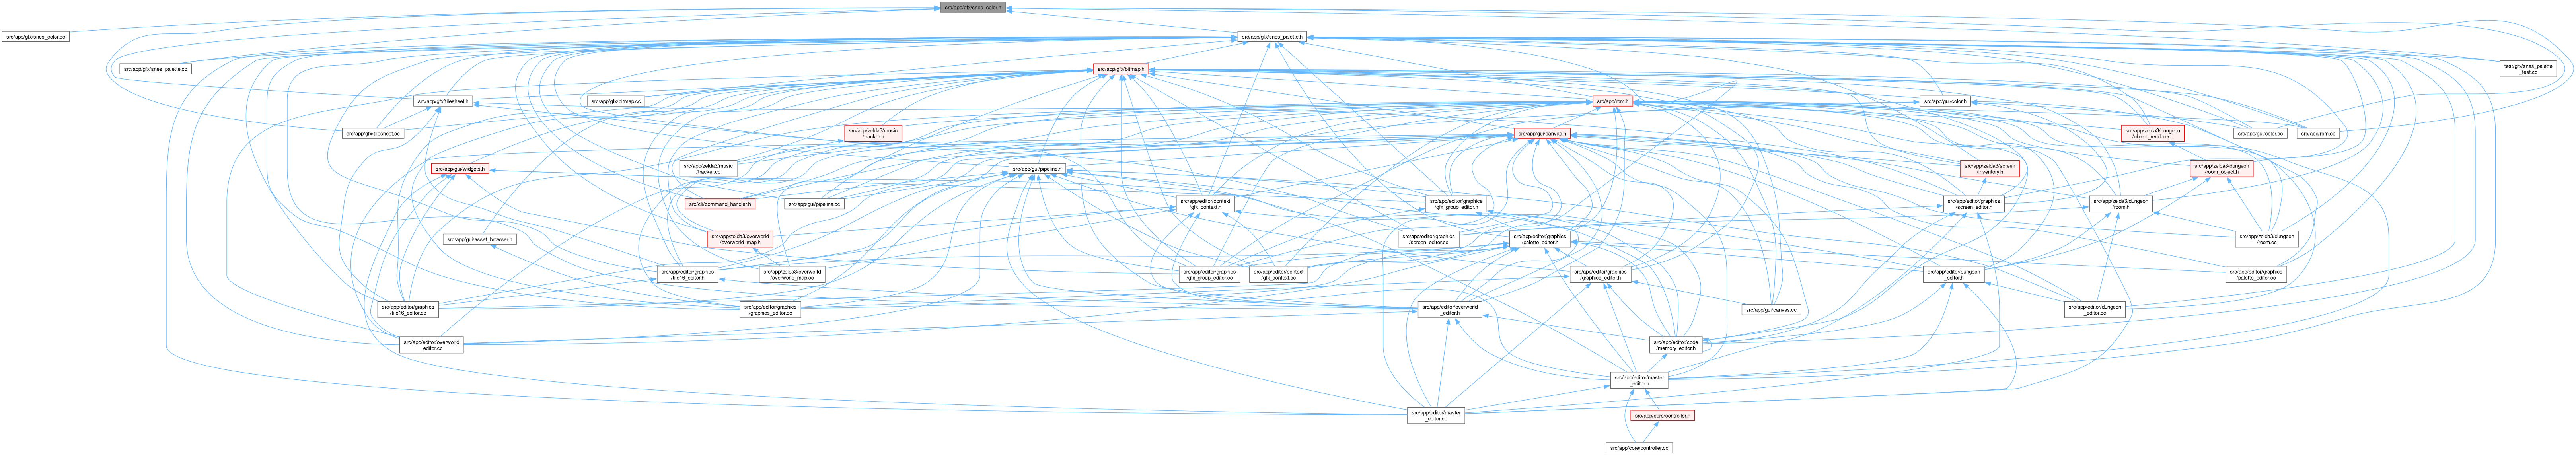 src/app/gfx/snes_color.h
src/app/gfx/snes_color.cc
src/app/gfx/snes_palette.h
src/app/gfx/snes_palette.cc
src/app/gfx/bitmap.h
test/gfx/snes_palette
_test.cc
src/app/gfx/tilesheet.h
src/app/gfx/bitmap.cc
src/app/rom.h
src/app/gui/color.h
src/app/gfx/tilesheet.cc
src/app/zelda3/music
/tracker.h
src/app/gui/canvas.h
src/app/zelda3/dungeon
/object_renderer.h
src/app/gui/color.cc
src/app/rom.cc
src/app/gui/widgets.h
src/app/zelda3/music
/tracker.cc
src/app/gui/pipeline.h
src/app/zelda3/screen
/inventory.h
src/app/zelda3/dungeon
/room_object.h
src/cli/command_handler.h
src/app/gui/pipeline.cc
src/app/editor/context
/gfx_context.h
src/app/editor/graphics
/gfx_group_editor.h
src/app/editor/graphics
/screen_editor.h
src/app/zelda3/dungeon
/room.h
src/app/gui/asset_browser.h
src/app/zelda3/overworld
/overworld_map.h
src/app/editor/graphics
/screen_editor.cc
src/app/editor/graphics
/palette_editor.h
src/app/zelda3/dungeon
/room.cc
src/app/editor/graphics
/tile16_editor.h
src/app/zelda3/overworld
/overworld_map.cc
src/app/editor/graphics
/gfx_group_editor.cc
src/app/editor/context
/gfx_context.cc
src/app/editor/graphics
/graphics_editor.h
src/app/editor/dungeon
_editor.h
src/app/editor/graphics
/palette_editor.cc
src/app/editor/graphics
/tile16_editor.cc
src/app/editor/graphics
/graphics_editor.cc
src/app/editor/overworld
_editor.h
src/app/gui/canvas.cc
src/app/editor/dungeon
_editor.cc
src/app/editor/overworld
_editor.cc
src/app/editor/code
/memory_editor.h
src/app/editor/master
_editor.h
src/app/editor/master
_editor.cc
src/app/core/controller.h
src/app/core/controller.cc